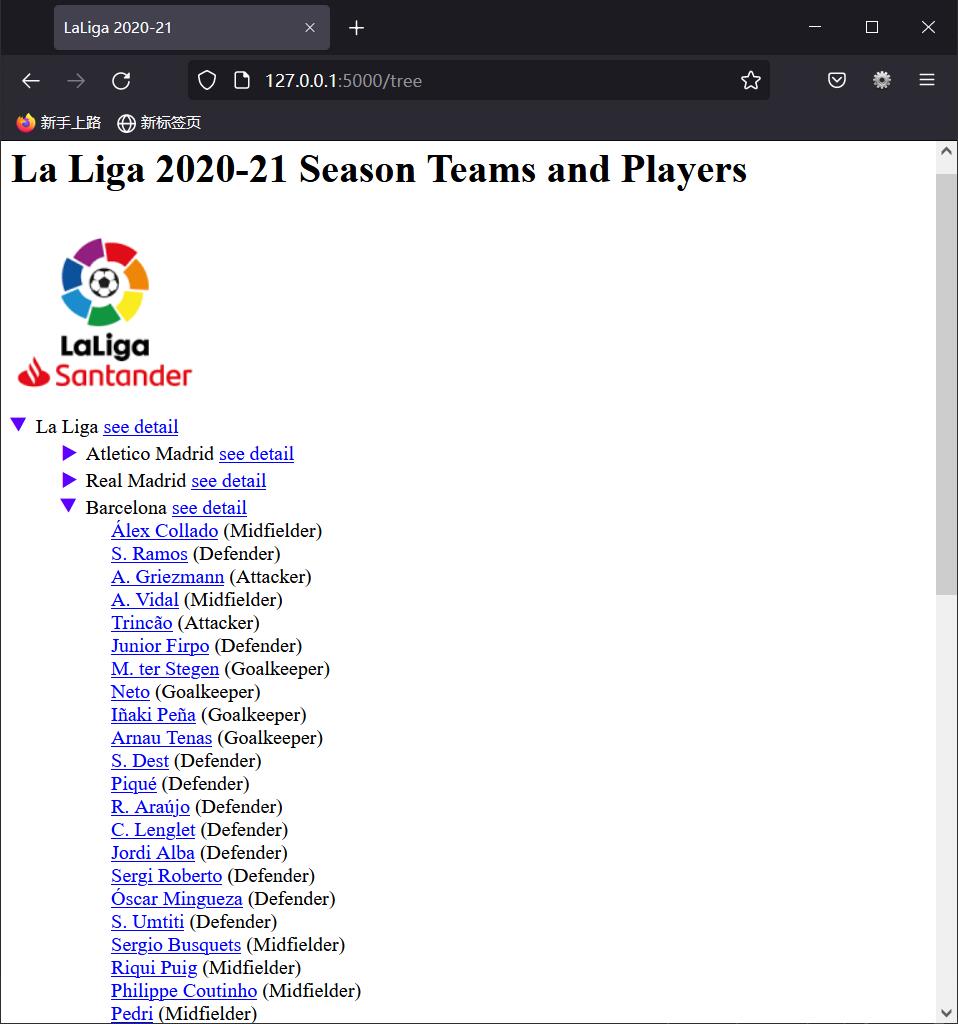 LaLiga 2020-21
127.0.0.1:5000/tree
新手上路 新标签页
La Liga 2020-21 Season Teams and Players
LaLiga
Santander
La Liga see detail
Atletico Madrid see detail
Real Madrid see detail
Barcelona see detail
Álex Collado (Midfielder)
S. Ramos (Defender)
A. Griezmann (Attacker)
A. Vidal (Midfielder)
Trincão (Attacker)
Junior Firpo (Defender)
M. ter Stegen (Goalkeeper)
Neto (Goalkeeper)
Iñaki Peña (Goalkeeper)
Arnau Tenas (Goalkeeper)
S. Dest (Defender)
Piqué (Defender)
R. Araújo (Defender)
C. Lenglet (Defender)
Jordi Alba (Defender)
Sergi Roberto (Defender)
Óscar Mingueza (Defender)
S. Umtiti (Defender)
Sergio Busquets (Midfielder)
Riqui Puig (Midfielder)
Philippe Coutinho (Midfielder)
Pedri (Midfielder)